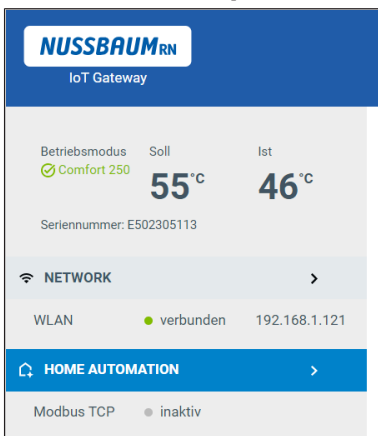 NUSSBAUM RN
IoT Gateway
Betriebsmodus Soll Ist
Comfort 250
55°C 46°C
Seriennummer: E502305113
NETWORK
WLAN verbunden 192.168.1.121
HOME AUTOMATION
Modbus TCP inaktiv